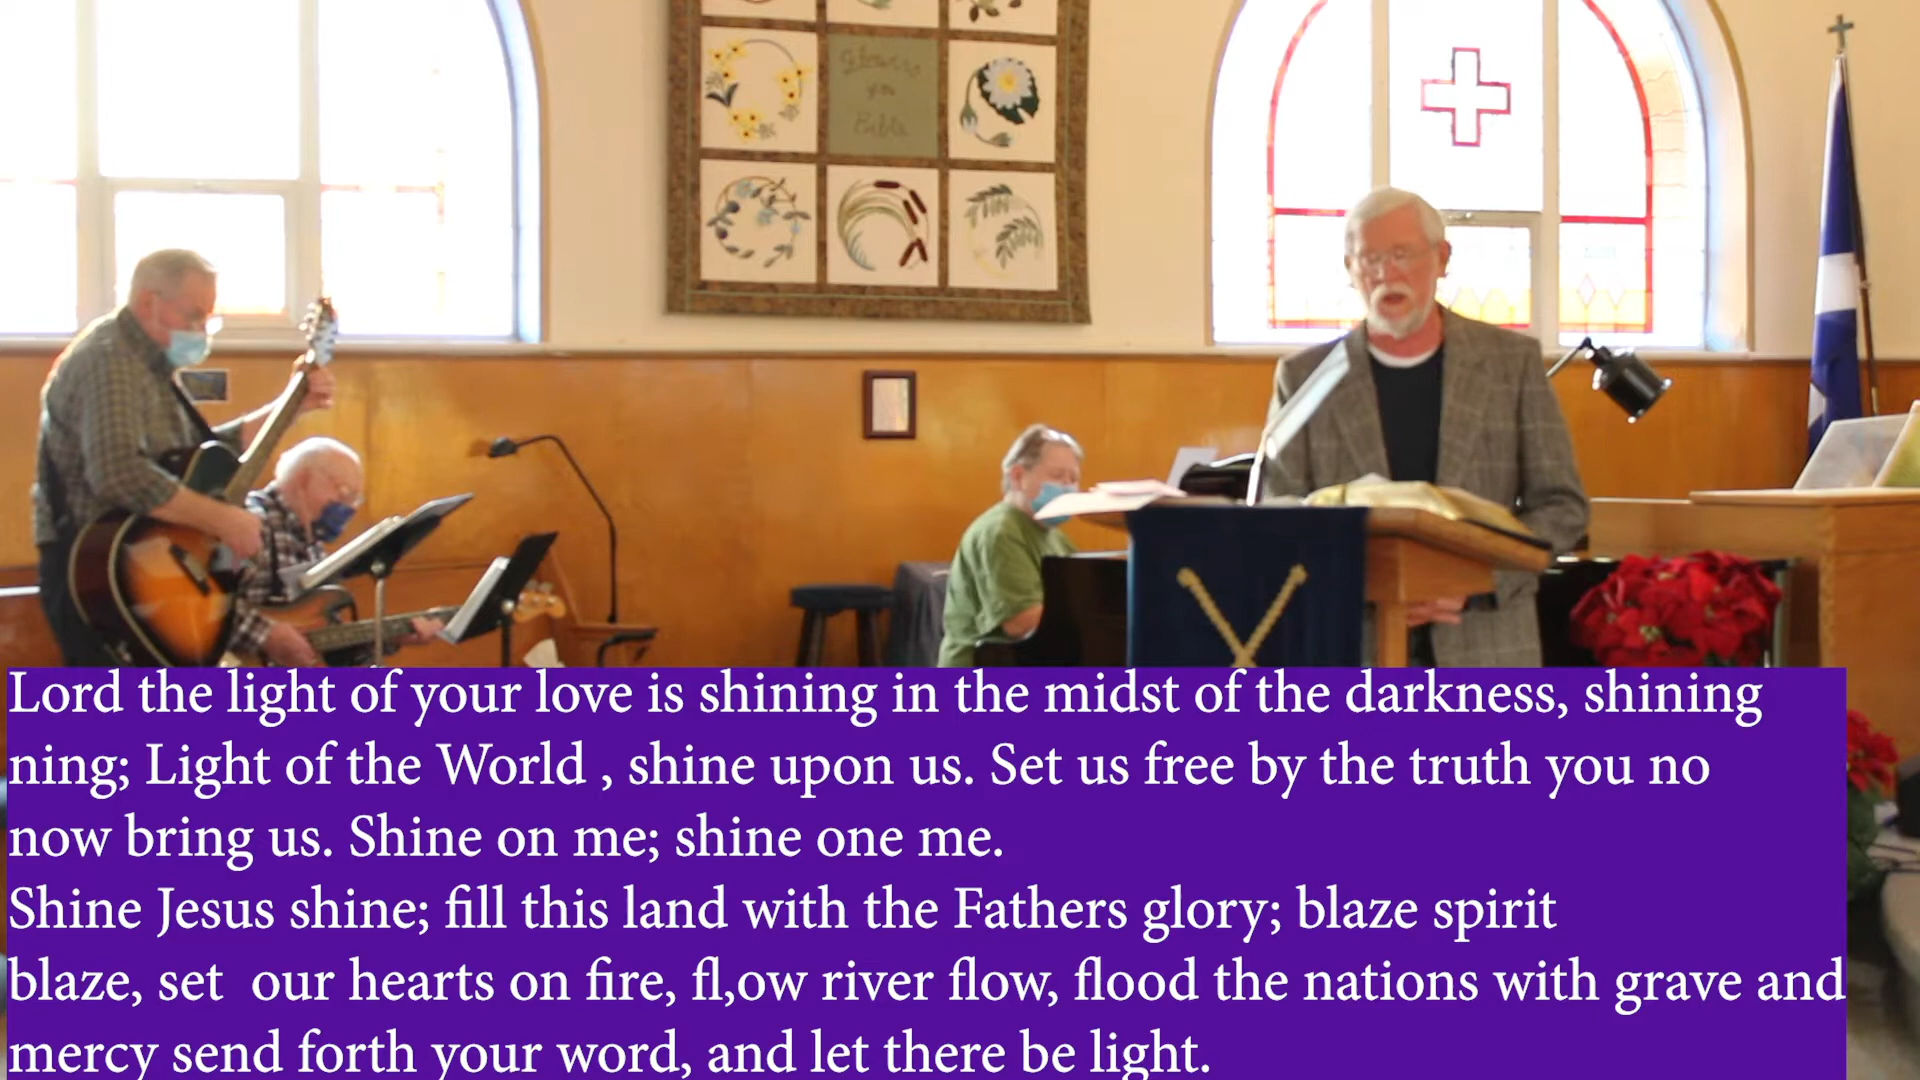 Flowers
of the
Bible
Lord the light of your love is shining in the midst of the darkness, shining
ning; Light of the World , shine upon us. Set us free by the truth you no
now bring us. Shine on me; shine one me.
Shine Jesus shine; fill this land with the Fathers glory; blaze spirit
blaze, set  our hearts on fire, fl,ow river flow, flood the nations with grave and
mercy send forth your word, and let there be light.